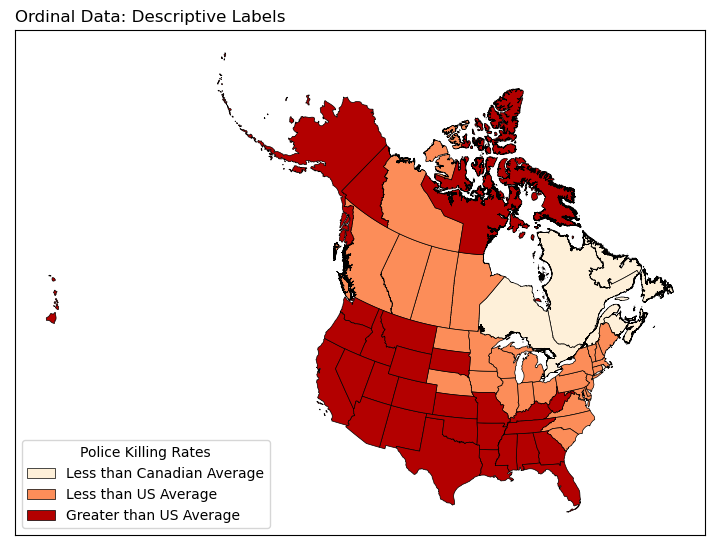 Ordinal Data: Descriptive Labels
Police Killing Rates
Less than Canadian Average
Less than US Average
Greater than US Average